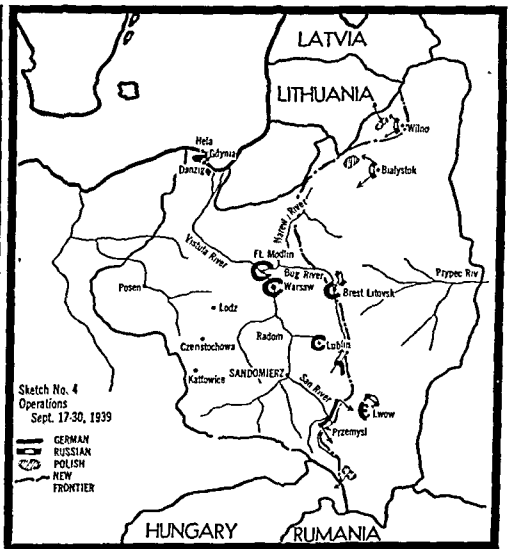 LATVIA
LITHUANIA
Wilno
Hela
Gdynia
Danzig
Bialystok
Narew River
Vistula River
Ft. Modlin
Bug River
Warsaw
Brest Litovsk
Prypec Riv
Posen
Lodz
Radom
Lublin
Czenstochowa
Kattowice
SANDOMIERZ
San River
Lwow
Przemysl
Sketch No. 4
Operations
Sept. 17-30, 1939
GERMAN
RUSSIAN
POLISH
NEW
FRONTIER
HUNGARY
RUMANIA